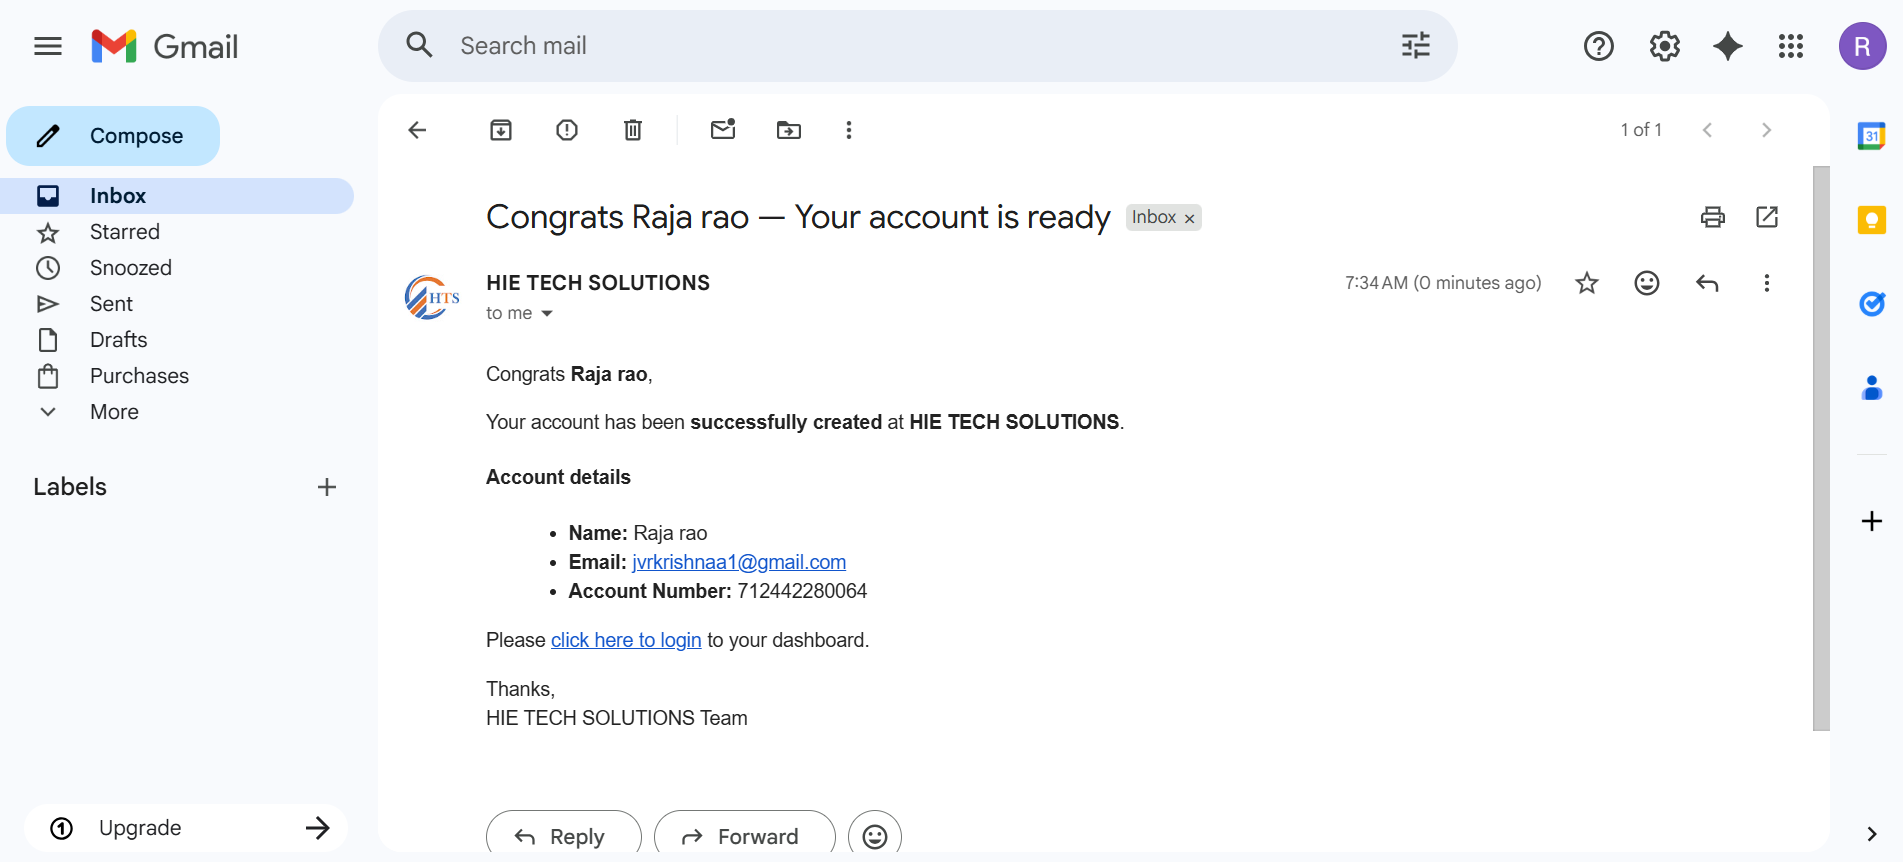 Gmail
Search mail
R
Compose
Inbox
Starred
Snoozed
Sent
Drafts
Purchases
More
Labels
Upgrade
1 of 1
31
Congrats Raja rao — Your account is ready
Inbox ×
HTS
HIE TECH SOLUTIONS
7:34 AM (0 minutes ago)
to me
Congrats Raja rao,
Your account has been successfully created at HIE TECH SOLUTIONS.
Account details
• Name: Raja rao
• Email: jvrkrishnaa1@gmail.com
• Account Number: 712442280064
Please click here to login to your dashboard.
Thanks,
HIE TECH SOLUTIONS Team
Reply
Forward